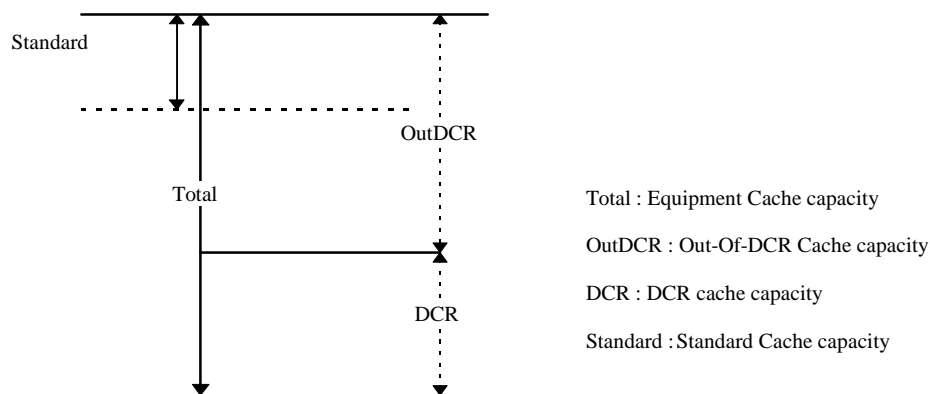 Standard
OutDCR
Total
DCR
Total : Equipment Cache capacity
OutDCR : Out-Of-DCR Cache capacity
DCR : DCR cache capacity
Standard : Standard Cache capacity